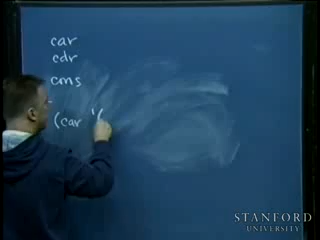 car
cdr
cons
(car '(
STANFORD
UNIVERSITY